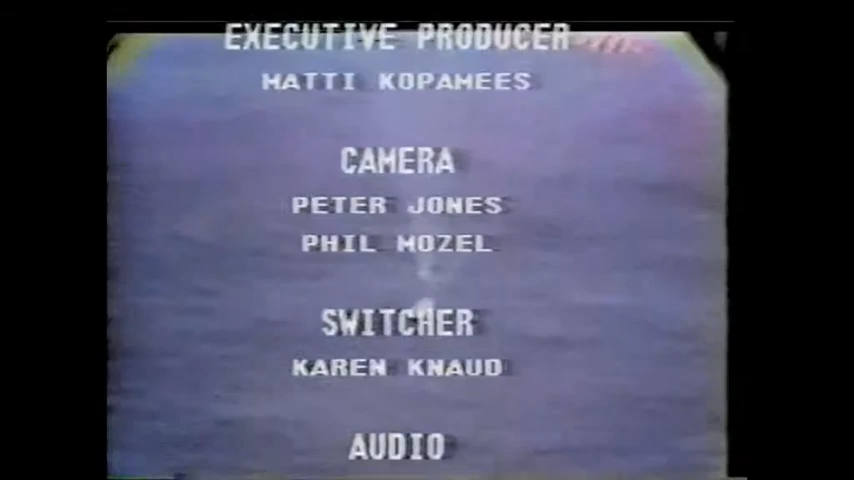 EXECUTIVE PRODUCER
MATTI KOPAMEES
CAMERA
PETER JONES
PHIL MOZEL
SWITCHER
KAREN KNAUD
AUDIO